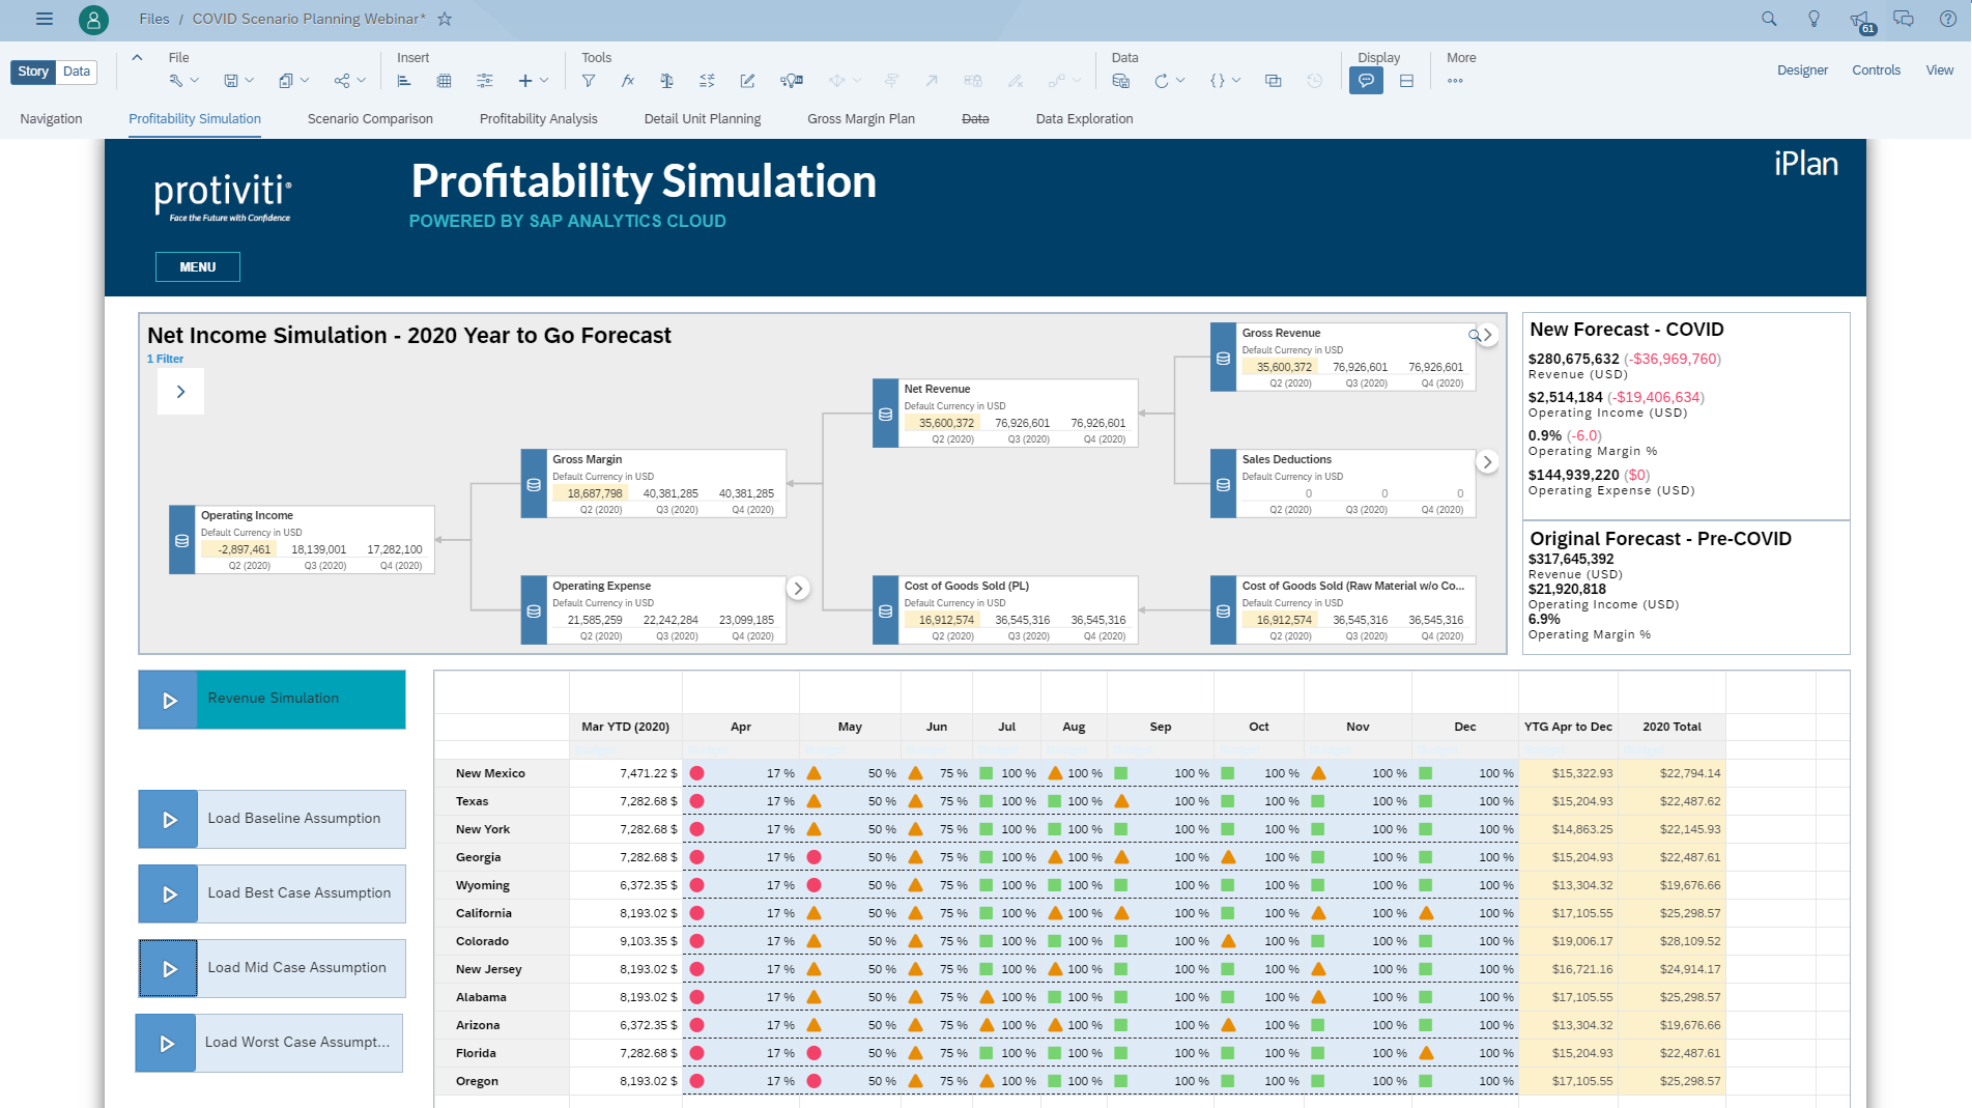 Files / COVID Scenario Planning Webinar*
61
Story Data
File Insert Tools Data Display More
Designer Controls View
Navigation Profitability Simulation Scenario Comparison Profitability Analysis Detail Unit Planning Gross Margin Plan Data Data Exploration
protiviti®
Face the Future with Confidence
Profitability Simulation
POWERED BY SAP ANALYTICS CLOUD
iPlan
MENU
Net Income Simulation - 2020 Year to Go Forecast
1 Filter
Operating Income
Default Currency in USD
-2,897,461 18,139,001 17,282,100
Q2 (2020) Q3 (2020) Q4 (2020)
Gross Margin
Default Currency in USD
18,687,798 40,381,285 40,381,285
Q2 (2020) Q3 (2020) Q4 (2020)
Operating Expense
Default Currency in USD
21,585,259 22,242,284 23,099,185
Q2 (2020) Q3 (2020) Q4 (2020)
Net Revenue
Default Currency in USD
35,600,372 76,926,601 76,926,601
Q2 (2020) Q3 (2020) Q4 (2020)
Cost of Goods Sold (PL)
Default Currency in USD
16,912,574 36,545,316 36,545,316
Q2 (2020) Q3 (2020) Q4 (2020)
Gross Revenue
Default Currency in USD
35,600,372 76,926,601 76,926,601
Q2 (2020) Q3 (2020) Q4 (2020)
Sales Deductions
Default Currency in USD
0 0 0
Q2 (2020) Q3 (2020) Q4 (2020)
Cost of Goods Sold (Raw Material w/o Co...
Default Currency in USD
16,912,574 36,545,316 36,545,316
Q2 (2020) Q3 (2020) Q4 (2020)
New Forecast - COVID
$280,675,632 (-$36,969,760)
Revenue (USD)
$2,514,184 (-$19,406,634)
Operating Income (USD)
0.9% (-6.0)
Operating Margin %
$144,939,220 ($0)
Operating Expense (USD)
Original Forecast - Pre-COVID
$317,645,392
Revenue (USD)
$21,920,818
Operating Income (USD)
6.9%
Operating Margin %
Revenue Simulation
Load Baseline Assumption
Load Best Case Assumption
Load Mid Case Assumption
Load Worst Case Assumpt...
Mar YTD (2020) Apr May Jun Jul Aug Sep Oct Nov Dec YTG Apr to Dec 2020 Total
New Mexico 7,471.22 $ 17 % 50 % 75 % 100 % 100 % 100 % 100 % 100 % 100 % $15,322.93 $22,794.14
Texas 7,282.68 $ 17 % 50 % 75 % 100 % 100 % 100 % 100 % 100 % 100 % $15,204.93 $22,487.62
New York 7,282.68 $ 17 % 50 % 75 % 100 % 100 % 100 % 100 % 100 % 100 % $14,863.25 $22,145.93
Georgia 7,282.68 $ 17 % 50 % 75 % 100 % 100 % 100 % 100 % 100 % 100 % $15,204.93 $22,487.61
Wyoming 6,372.35 $ 17 % 50 % 75 % 100 % 100 % 100 % 100 % 100 % 100 % $13,304.32 $19,676.66
California 8,193.02 $ 17 % 50 % 75 % 100 % 100 % 100 % 100 % 100 % 100 % $17,105.55 $25,298.57
Colorado 9,103.35 $ 17 % 50 % 75 % 100 % 100 % 100 % 100 % 100 % 100 % $19,006.17 $28,109.52
New Jersey 8,193.02 $ 17 % 50 % 75 % 100 % 100 % 100 % 100 % 100 % 100 % $16,721.16 $24,914.17
Alabama 8,193.02 $ 17 % 50 % 75 % 100 % 100 % 100 % 100 % 100 % 100 % $17,105.55 $25,298.57
Arizona 6,372.35 $ 17 % 50 % 75 % 100 % 100 % 100 % 100 % 100 % 100 % $13,304.32 $19,676.66
Florida 7,282.68 $ 17 % 50 % 75 % 100 % 100 % 100 % 100 % 100 % 100 % $15,204.93 $22,487.61
Oregon 8,193.02 $ 17 % 50 % 75 % 100 % 100 % 100 % 100 % 100 % 100 % $17,105.55 $25,298.57